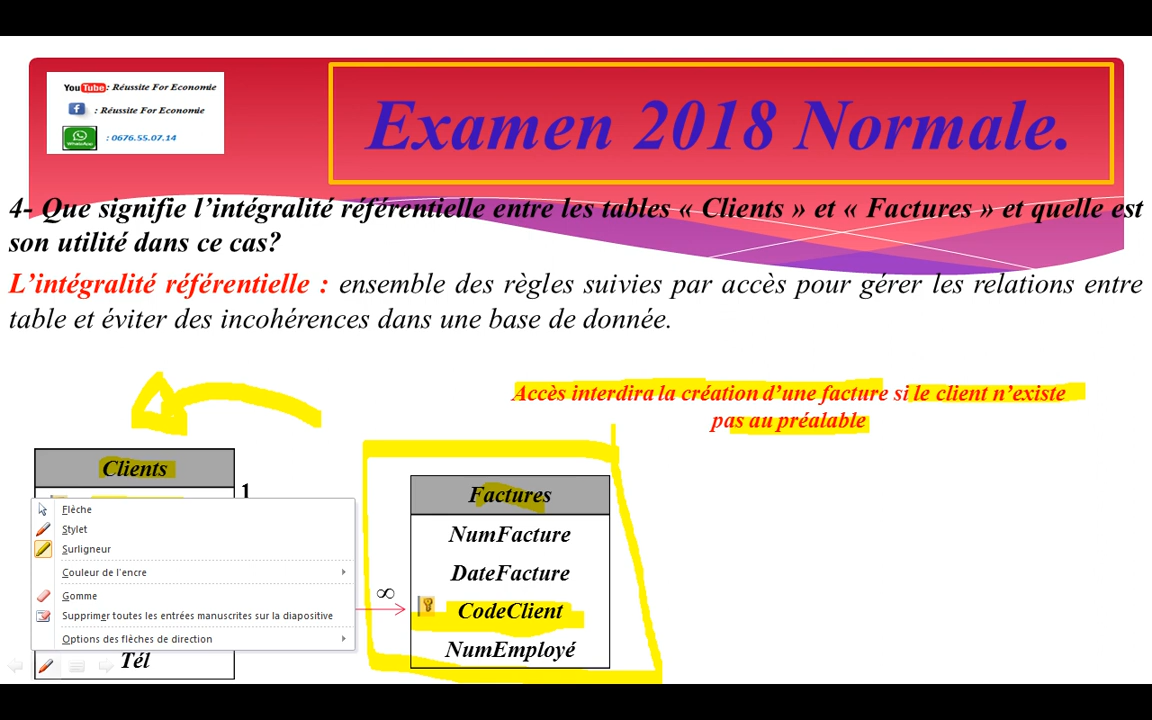 YouTube : Réussite For Economie
: Réussite For Economie
WhatsApp : 0676.55.07.14
Examen 2018 Normale.
4- Que signifie l’intégralité référentielle entre les tables « Clients » et « Factures » et quelle est
son utilité dans ce cas?
L’intégralité référentielle : ensemble des règles suivies par accès pour gérer les relations entre
table et éviter des incohérences dans une base de donnée.
Accès interdira la création d’une facture si le client n’existe
pas au préalable
Clients
1
Flèche
Stylet
Surligneur
Couleur de l'encre
Gomme
Supprimer toutes les entrées manuscrites sur la diapositive
Options des flèches de direction
Tél
∞
Factures
NumFacture
DateFacture
CodeClient
NumEmployé